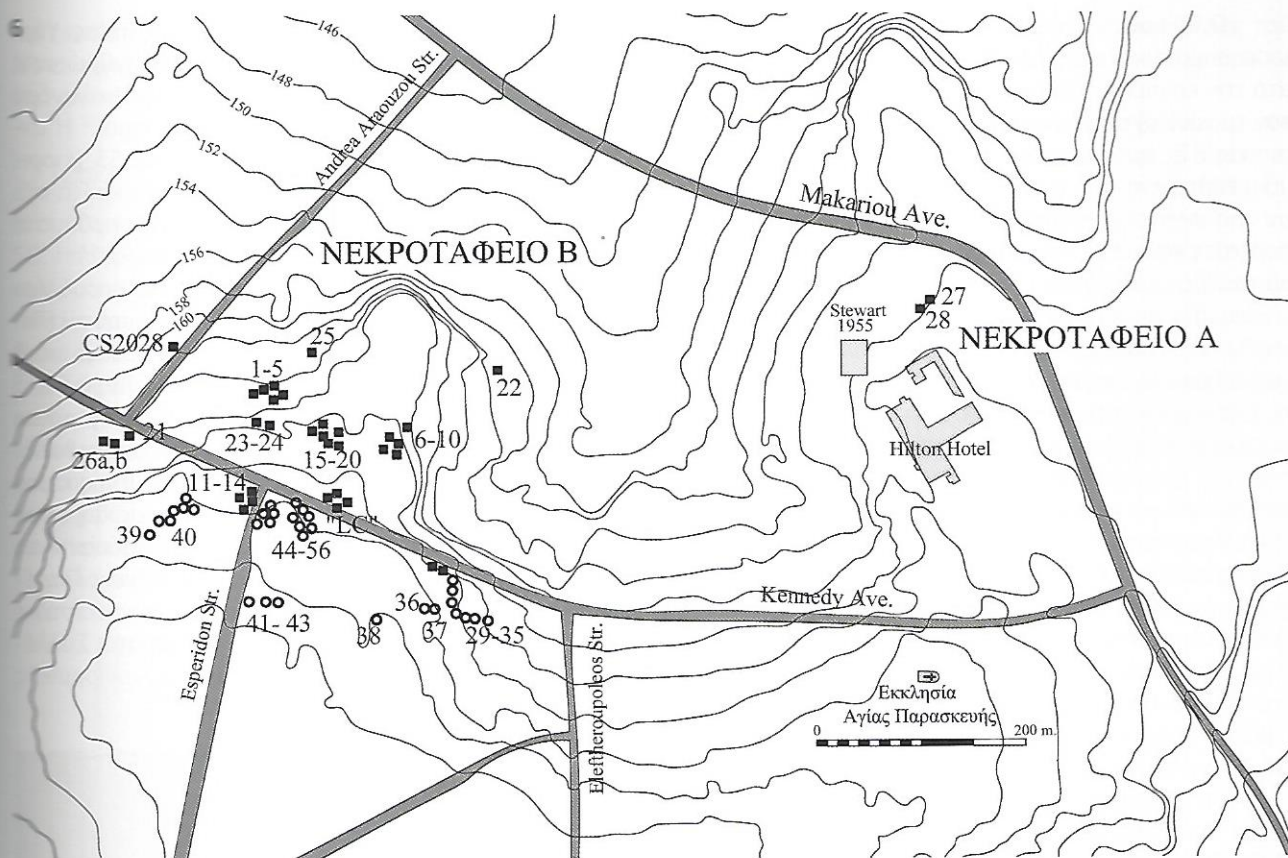 6
146
148
150
152
154
156
158
160
Andrea Araouzou Str.
Makariou Ave.
ΝΕΚΡΟΤΑΦΕΙΟ Β
ΝΕΚΡΟΤΑΦΕΙΟ Α
27
28
Stewart
1955
Hilton Hotel
CS2028
25
1-5
22
21
23-24
15-20
6-10
26a,b
11-14
"LC"
39
40
44-56
41-43
38
36
37
29-35
Kennedy Ave.
Esperidon Str.
Eleftheroupoleos Str.
Εκκλησία
Αγίας Παρασκευής
0
200 m.